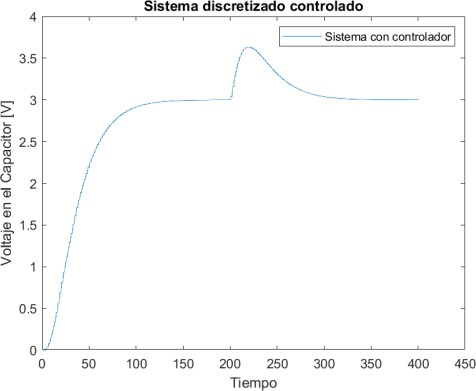 Sistema discretizado controlado
Sistema con controlador
Voltaje en el Capacitor [V]
4
3.5
3
2.5
2
1.5
1
0.5
0
0 50 100 150 200 250 300 350 400 450
Tiempo